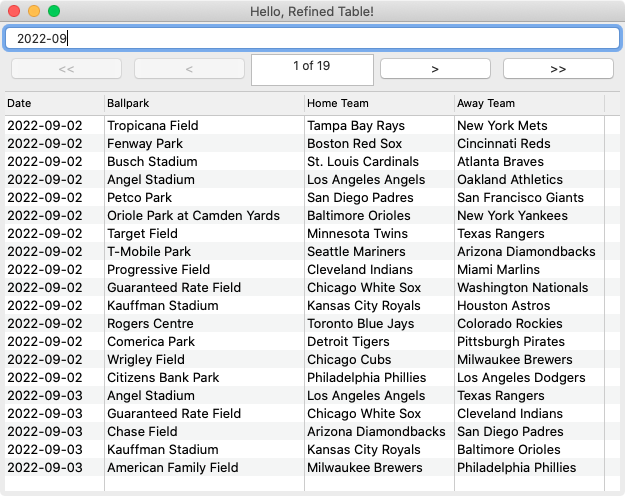 Hello, Refined Table!
2022-09
<< < 1 of 19 > >>
Date Ballpark Home Team Away Team
2022-09-02 Tropicana Field Tampa Bay Rays New York Mets
2022-09-02 Fenway Park Boston Red Sox Cincinnati Reds
2022-09-02 Busch Stadium St. Louis Cardinals Atlanta Braves
2022-09-02 Angel Stadium Los Angeles Angels Oakland Athletics
2022-09-02 Petco Park San Diego Padres San Francisco Giants
2022-09-02 Oriole Park at Camden Yards Baltimore Orioles New York Yankees
2022-09-02 Target Field Minnesota Twins Texas Rangers
2022-09-02 T-Mobile Park Seattle Mariners Arizona Diamondbacks
2022-09-02 Progressive Field Cleveland Indians Miami Marlins
2022-09-02 Guaranteed Rate Field Chicago White Sox Washington Nationals
2022-09-02 Kauffman Stadium Kansas City Royals Houston Astros
2022-09-02 Rogers Centre Toronto Blue Jays Colorado Rockies
2022-09-02 Comerica Park Detroit Tigers Pittsburgh Pirates
2022-09-02 Wrigley Field Chicago Cubs Milwaukee Brewers
2022-09-02 Citizens Bank Park Philadelphia Phillies Los Angeles Dodgers
2022-09-03 Angel Stadium Los Angeles Angels Texas Rangers
2022-09-03 Guaranteed Rate Field Chicago White Sox Cleveland Indians
2022-09-03 Chase Field Arizona Diamondbacks San Diego Padres
2022-09-03 Kauffman Stadium Kansas City Royals Baltimore Orioles
2022-09-03 American Family Field Milwaukee Brewers Philadelphia Phillies